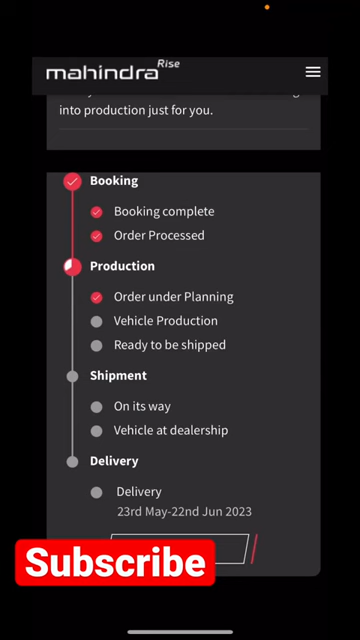 mahindra Rise
into production just for you.
Booking
Booking complete
Order Processed
Production
Order under Planning
Vehicle Production
Ready to be shipped
Shipment
On its way
Vehicle at dealership
Delivery
Delivery
23rd May-22nd Jun 2023
Subscribe